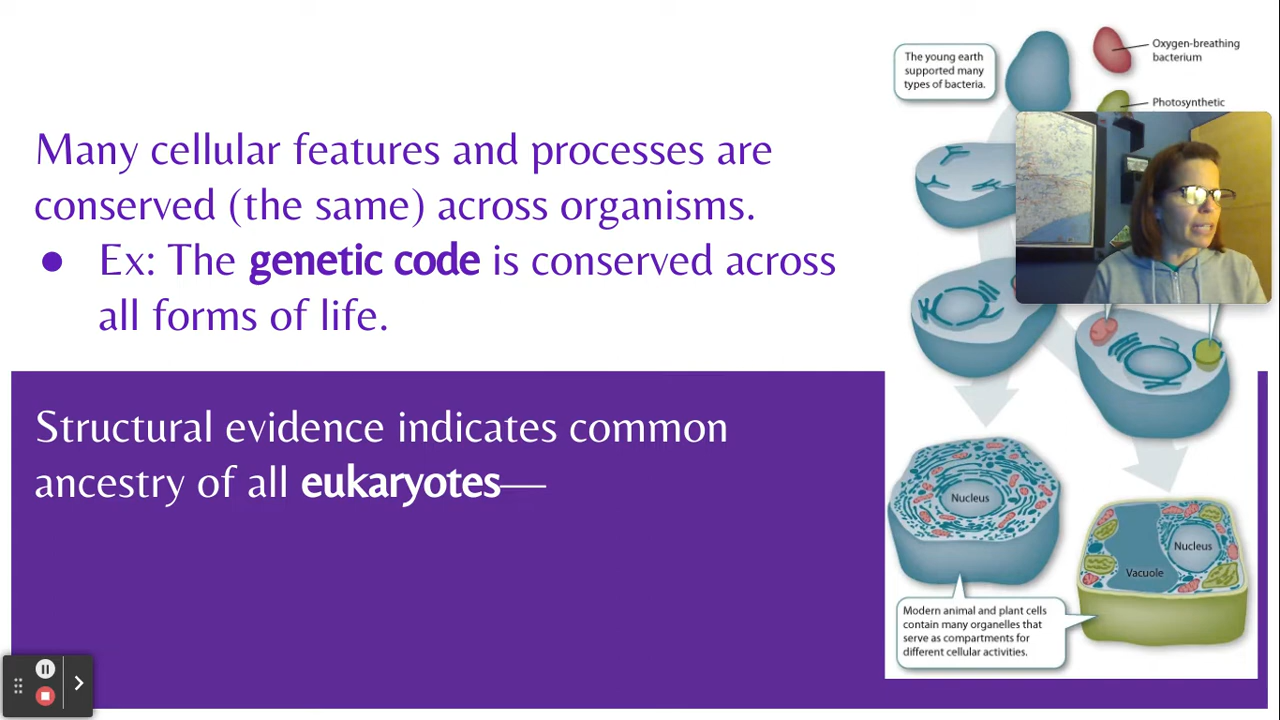 Many cellular features and processes are
conserved (the same) across organisms.
● Ex: The genetic code is conserved across
all forms of life.
Structural evidence indicates common
ancestry of all eukaryotes—
The young earth
supported many
types of bacteria.
Oxygen-breathing
bacterium
Photosynthetic
Nucleus
Nucleus
Vacuole
Modern animal and plant cells
contain many organelles that
serve as compartments for
different cellular activities.